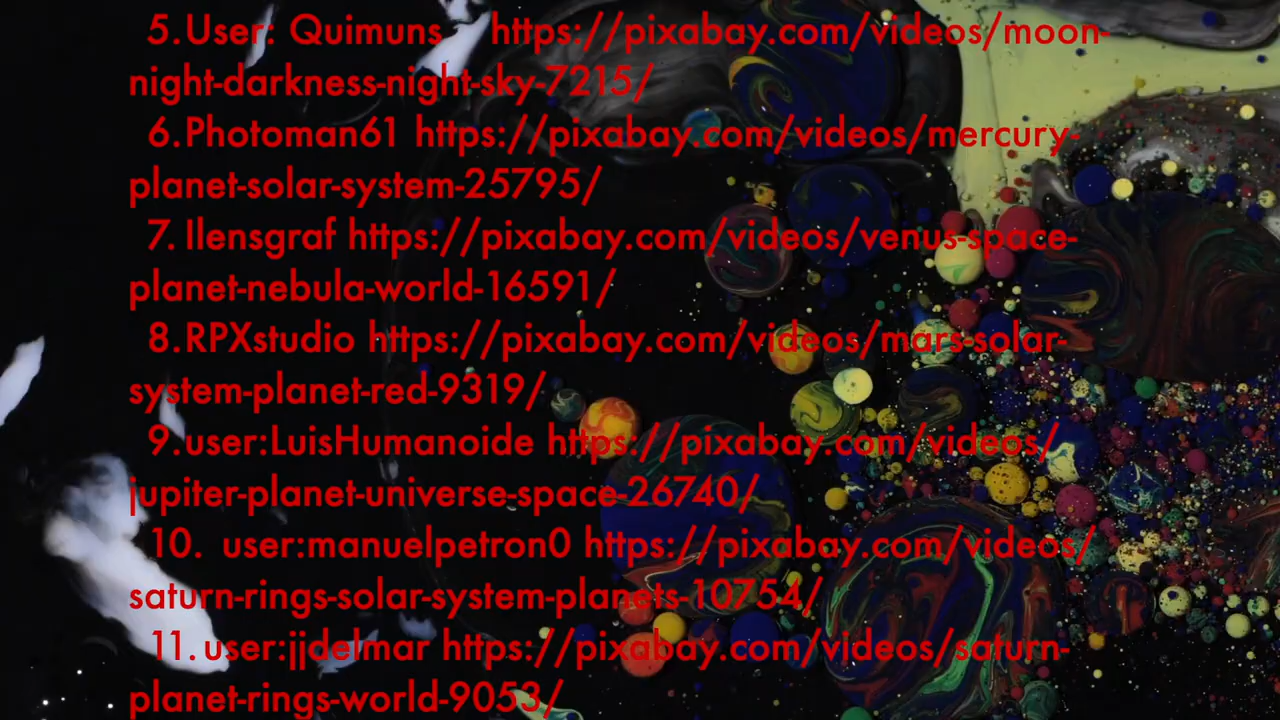 5.User: Quimuns    https://pixabay.com/videos/moon-
night-darkness-night-sky-7215/
6.Photoman61 https://pixabay.com/videos/mercury-
planet-solar-system-25795/
7. Ilensgraf https://pixabay.com/videos/venus-space-
planet-nebula-world-16591/
8.RPXstudio https://pixabay.com/videos/mars-solar-
system-planet-red-9319/
9.user:LuisHumanoide https://pixabay.com/videos/
jupiter-planet-universe-space-26740/
10.  user:manuelpetron0 https://pixabay.com/videos/
saturn-rings-solar-system-planets-10754/
11. user:jjdelmar https://pixabay.com/videos/saturn-
planet-rings-world-9053/